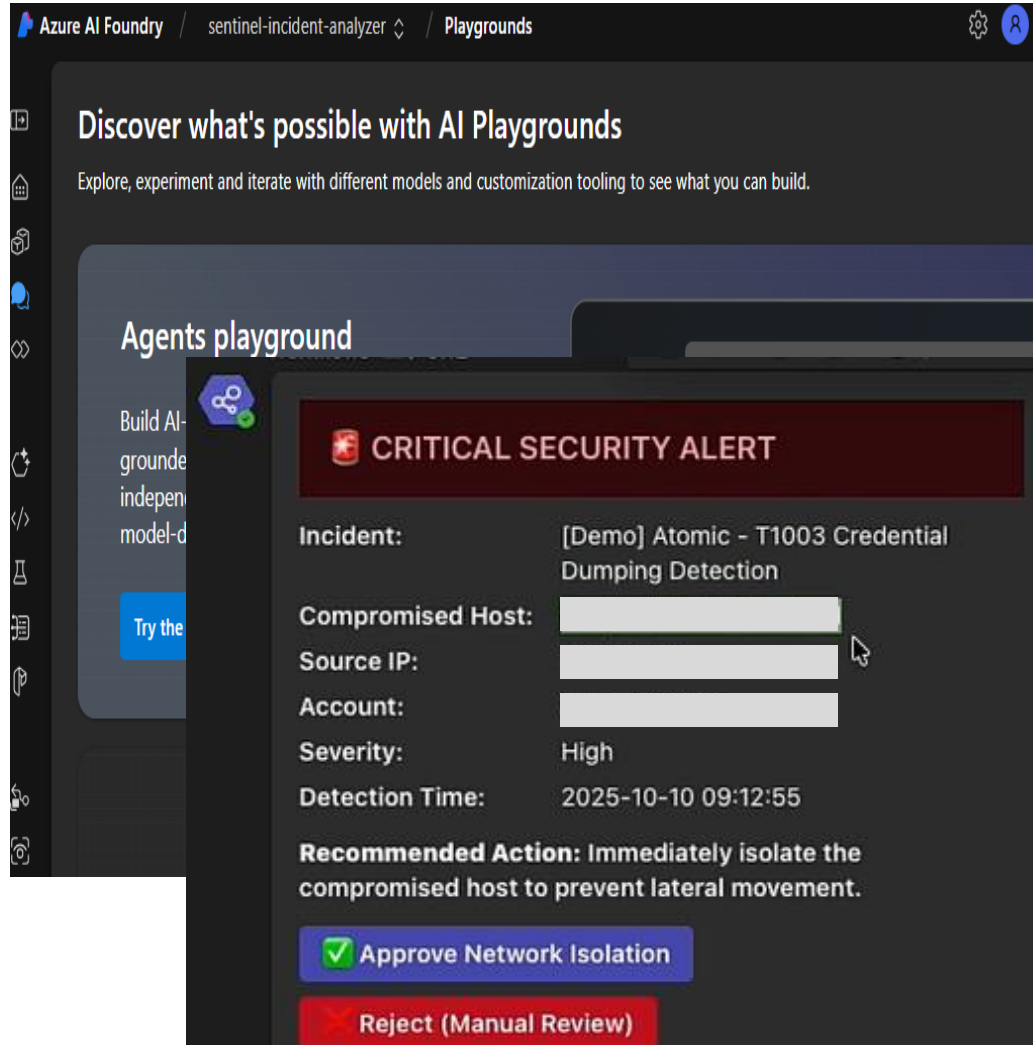 Azure AI Foundry / sentinel-incident-analyzer / Playgrounds
Discover what's possible with AI Playgrounds
Explore, experiment and iterate with different models and customization tooling to see what you can build.
Agents playground
Build AI-
grounde
indepen
model-d
Try the
CRITICAL SECURITY ALERT
Incident: [Demo] Atomic - T1003 Credential
Dumping Detection
Compromised Host:
Source IP:
Account:
Severity: High
Detection Time: 2025-10-10 09:12:55
Recommended Action: Immediately isolate the
compromised host to prevent lateral movement.
Approve Network Isolation
Reject (Manual Review)